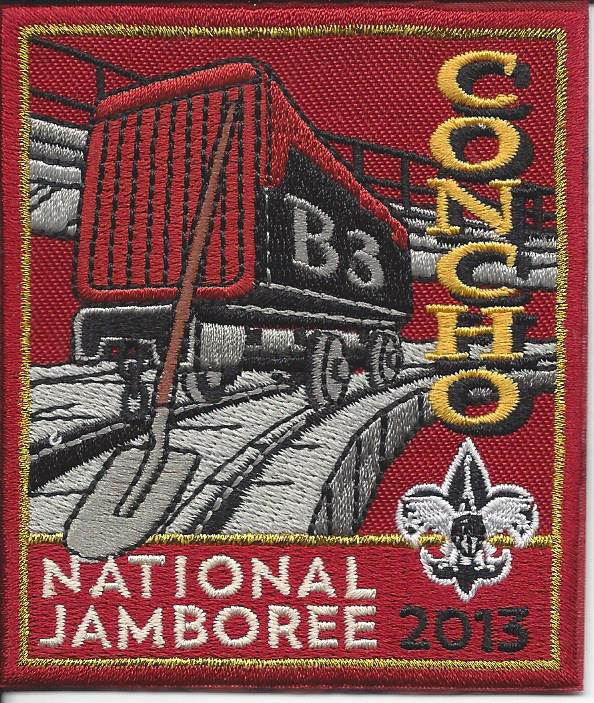 CONCHO
B3
NATIONAL
JAMBOREE 2013